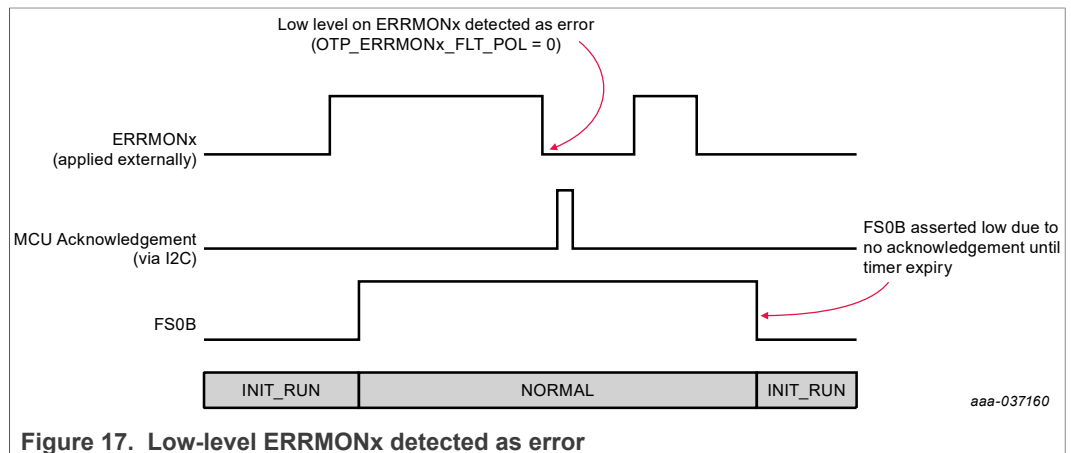 Low level on ERRMONx detected as error
(OTP_ERRMONx_FLT_POL = 0)
ERRMONx
(applied externally)
MCU Acknowledgement
(via I2C)
FS0B asserted low due to
no acknowledgement until
timer expiry
FS0B
INIT_RUN
NORMAL
INIT_RUN
aaa-037160
Figure 17. Low-level ERRMONx detected as error